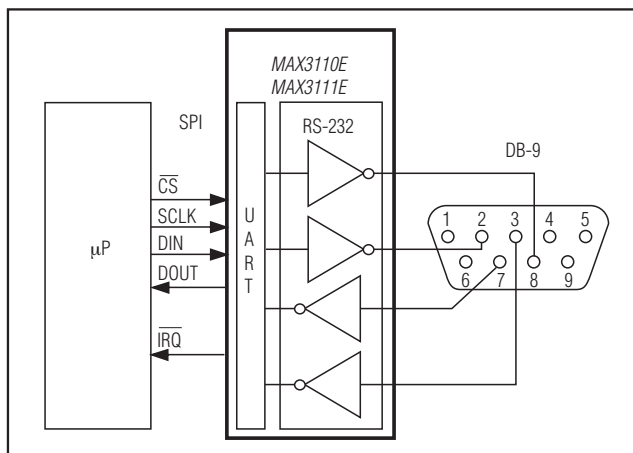 MAX3110E
MAX3111E
SPI
RS-232
DB-9
CS
SCLK
DIN
DOUT
IRQ
μP
UART
1 2 3 4 5
6 7 8 9